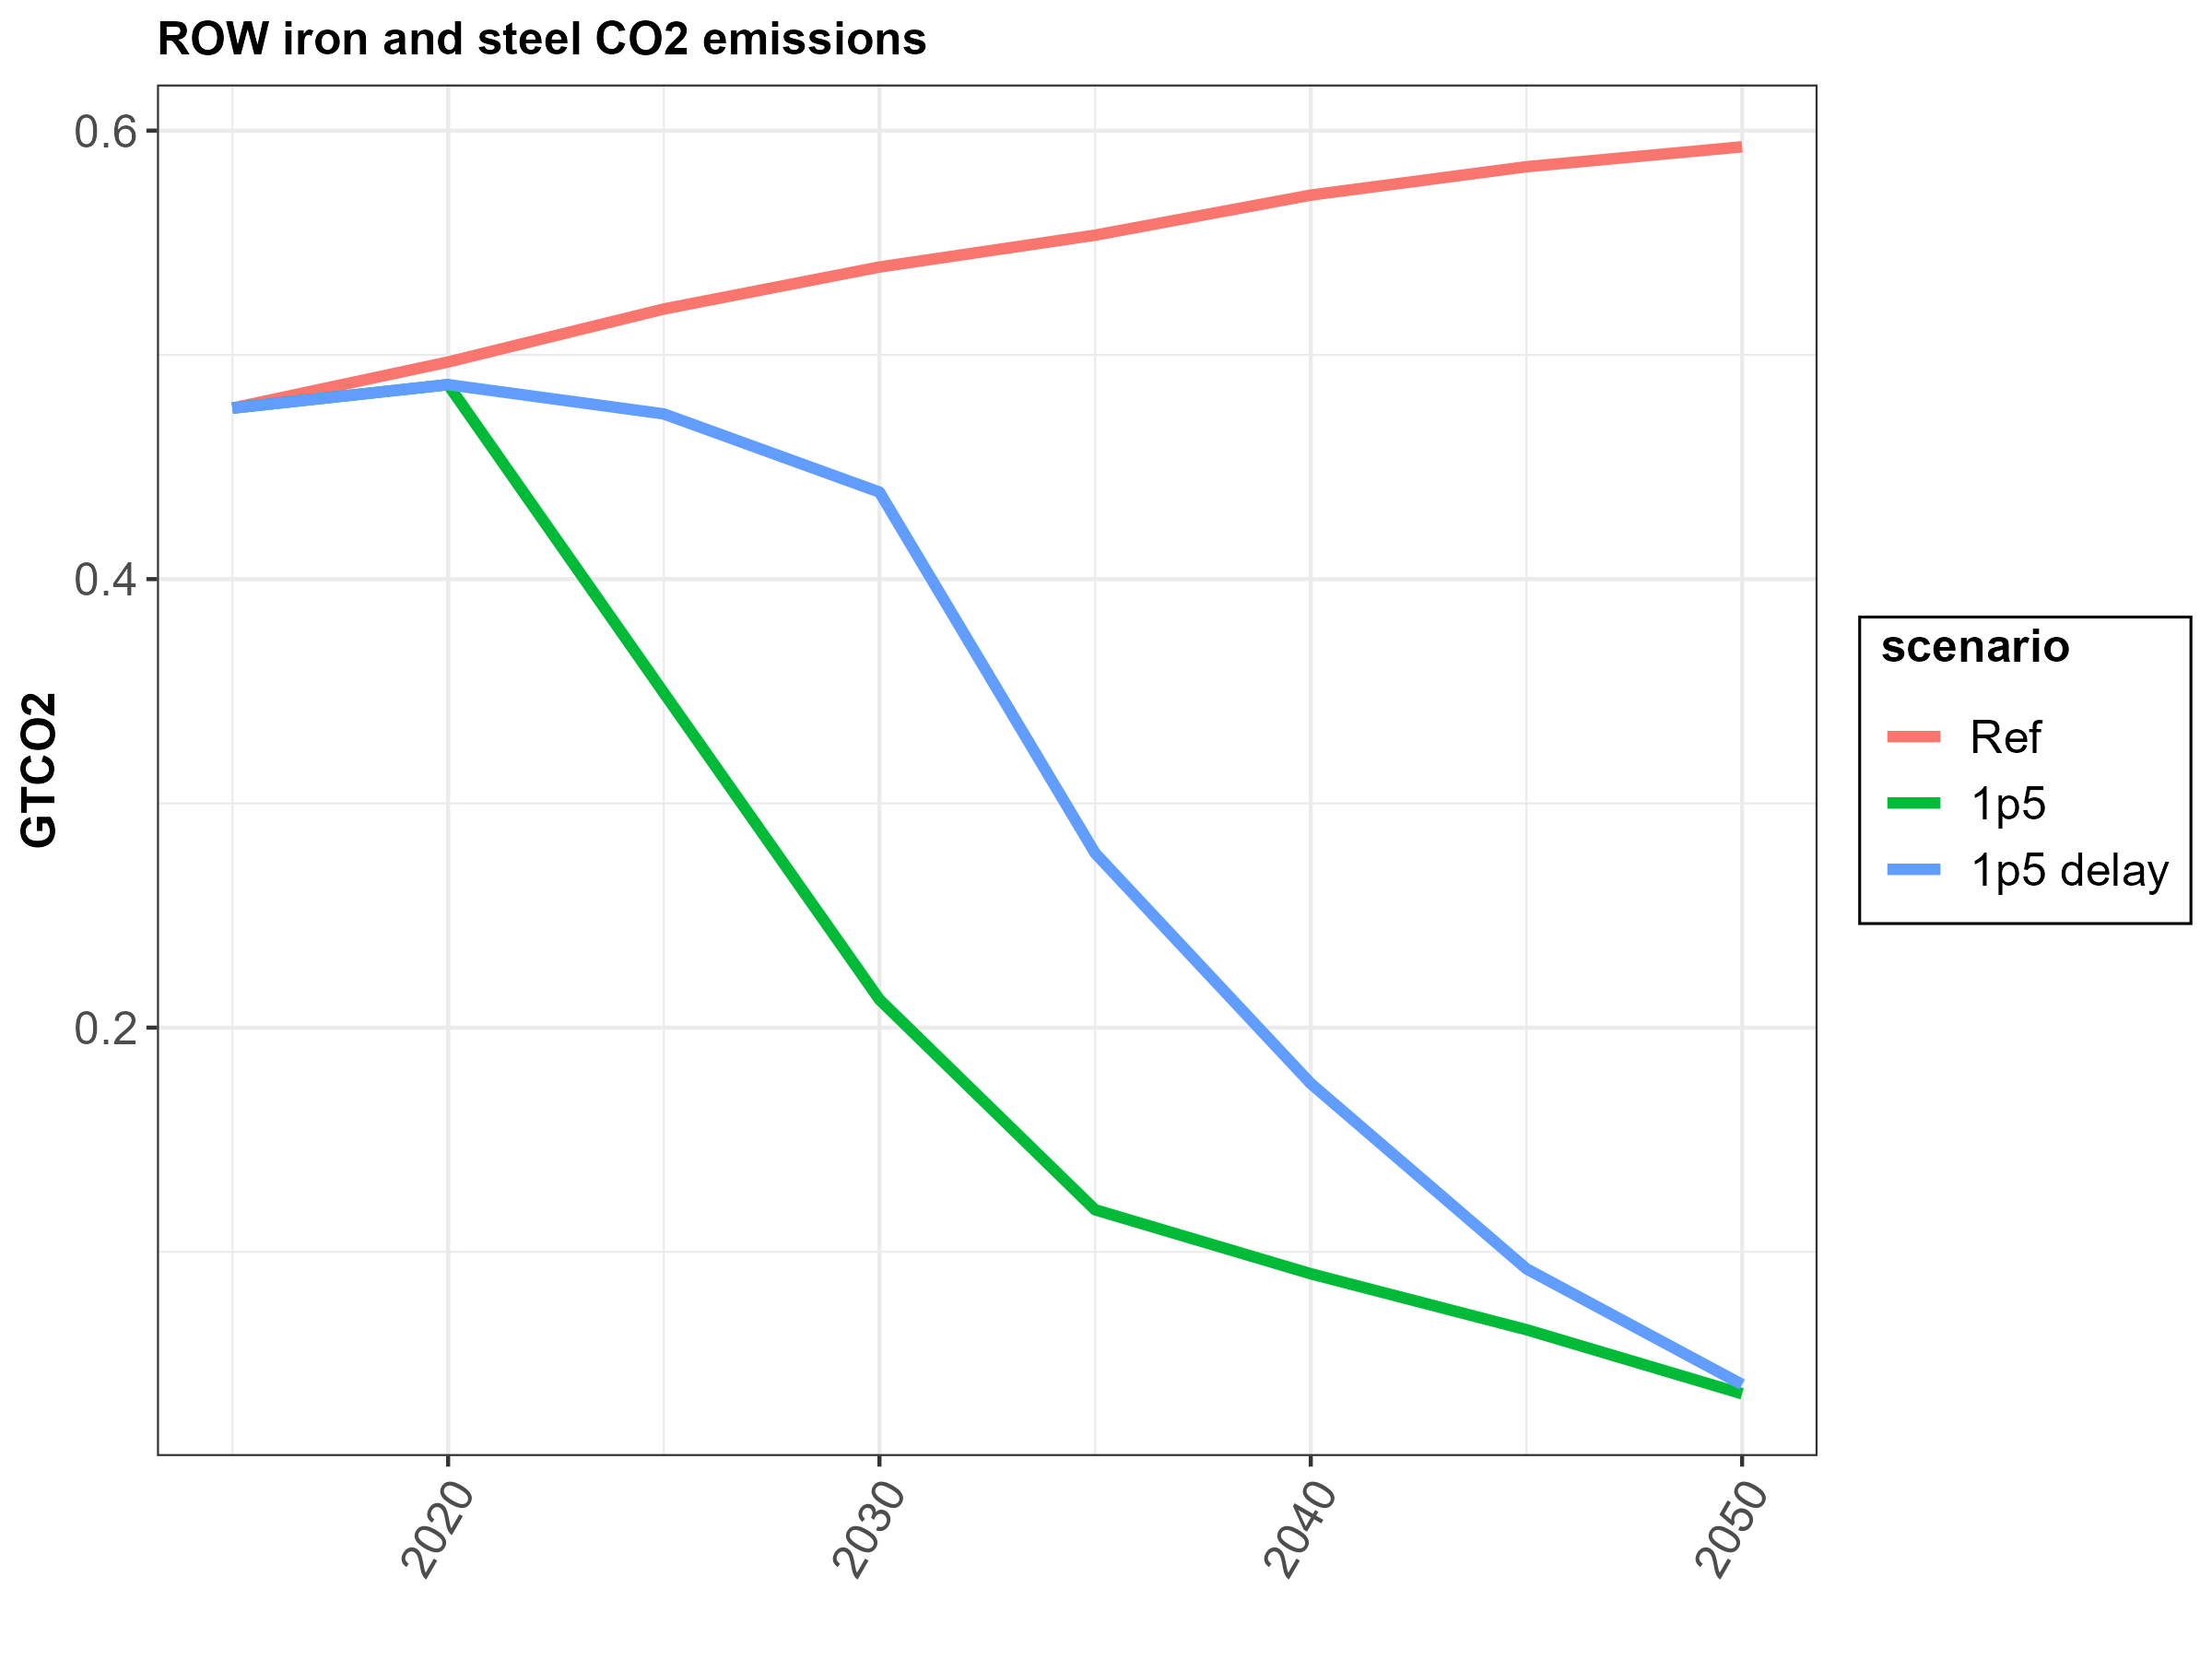 ROW iron and steel CO2 emissions
GTCO2
0.6
0.4
0.2
2020
2030
2040
2050
scenario
Ref
1p5
1p5 delay